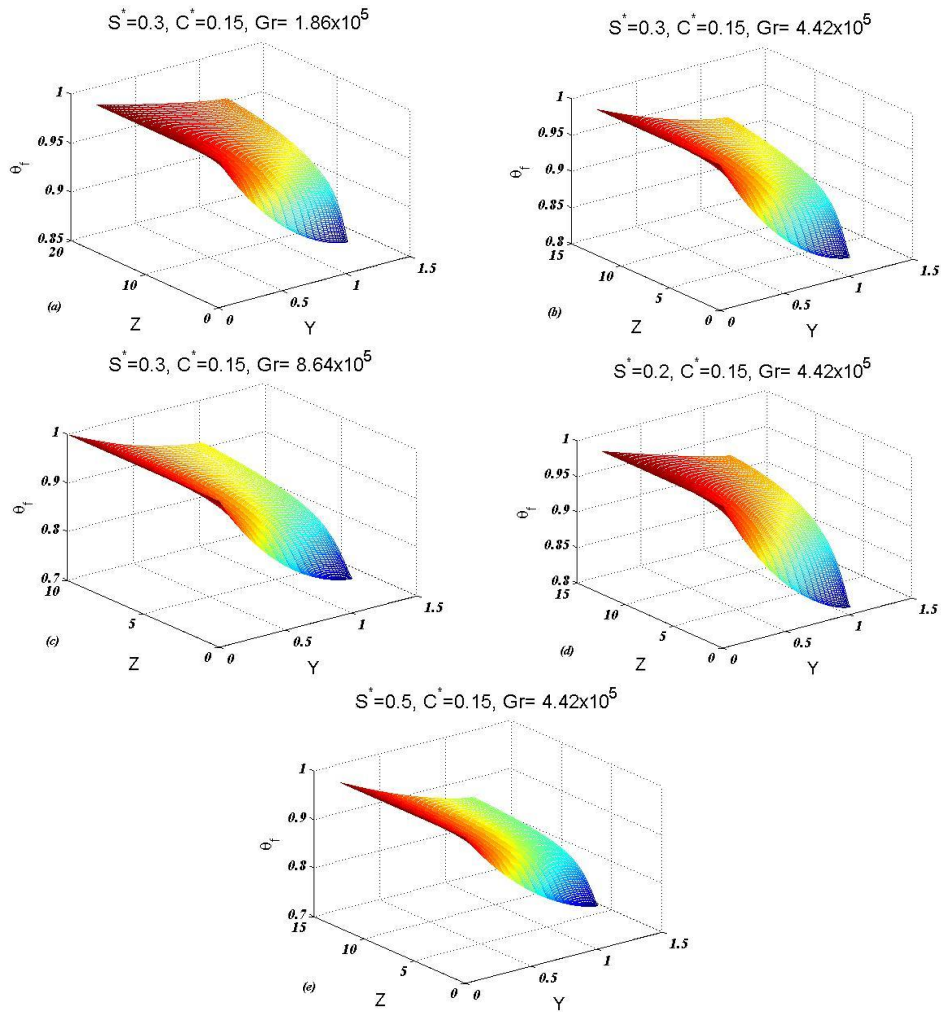 S*=0.3, C*=0.15, Gr= 1.86x10^5
1
0.95
0.9
0.85
θf
20
10
0
Z
0
0.5
1
1.5
Y
(a)
S*=0.3, C*=0.15, Gr= 4.42x10^5
1
0.95
0.9
0.85
0.8
θf
15
10
5
0
Z
0
0.5
1
1.5
Y
(b)
S*=0.3, C*=0.15, Gr= 8.64x10^5
1
0.9
0.8
0.7
θf
10
5
0
Z
0
0.5
1
1.5
Y
(c)
S*=0.2, C*=0.15, Gr= 4.42x10^5
1
0.95
0.9
0.85
0.8
θf
15
10
5
0
Z
0
0.5
1
1.5
Y
(d)
S*=0.5, C*=0.15, Gr= 4.42x10^5
1
0.9
0.8
0.7
θf
15
10
5
0
Z
0
0.5
1
1.5
Y
(e)